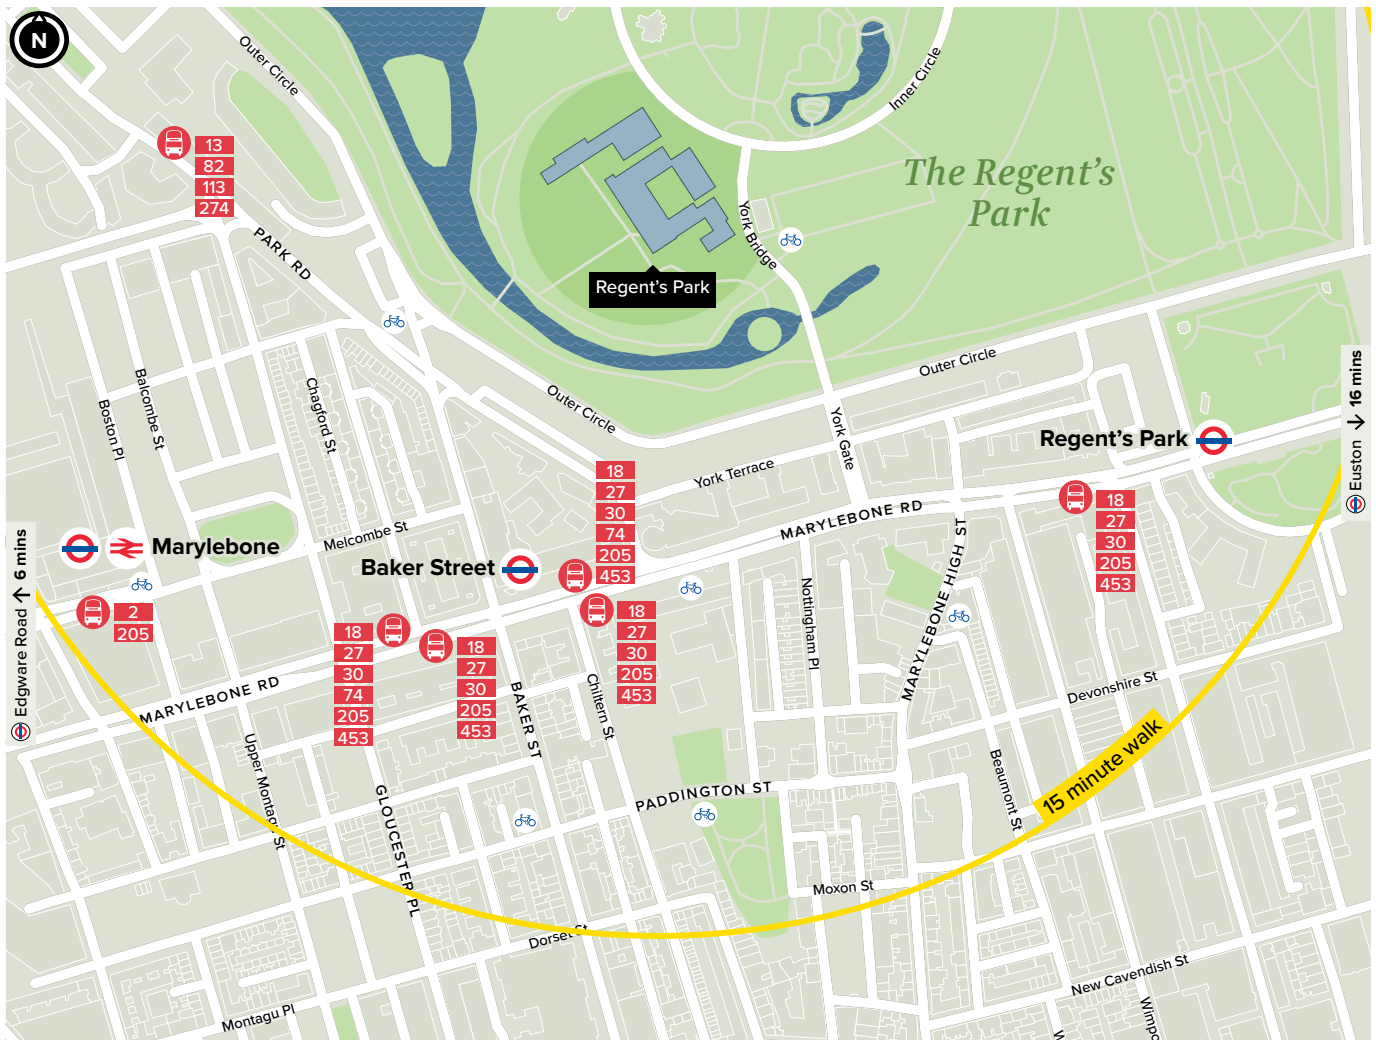 N
Outer Circle
Inner Circle
13
82
113
274
The Regent's
Park
York Bridge
PARK RD
Regent's Park
Outer Circle
Outer Circle
Balcombe St
Boston Pl
Chagford St
York Gate
Regent's Park
Euston → 16 mins
York Terrace
18
27
30
74
205
453
MARYLEBONE RD
18
27
30
205
453
Melcombe St
Marylebone
Baker Street
MARYLEBONE HIGH ST
Nottingham Pl
Edgware Road ↑ 6 mins
2
205
18
27
30
74
205
453
18
27
30
205
453
18
27
30
205
453
MARYLEBONE RD
BAKER ST
Chiltern St
Devonshire St
Upper Montagu St
GLOUCESTER PL
PADDINGTON ST
Beaumont St
15 minute walk
Moxon St
Dorset St
New Cavendish St
Montagu Pl
Wimpo
W